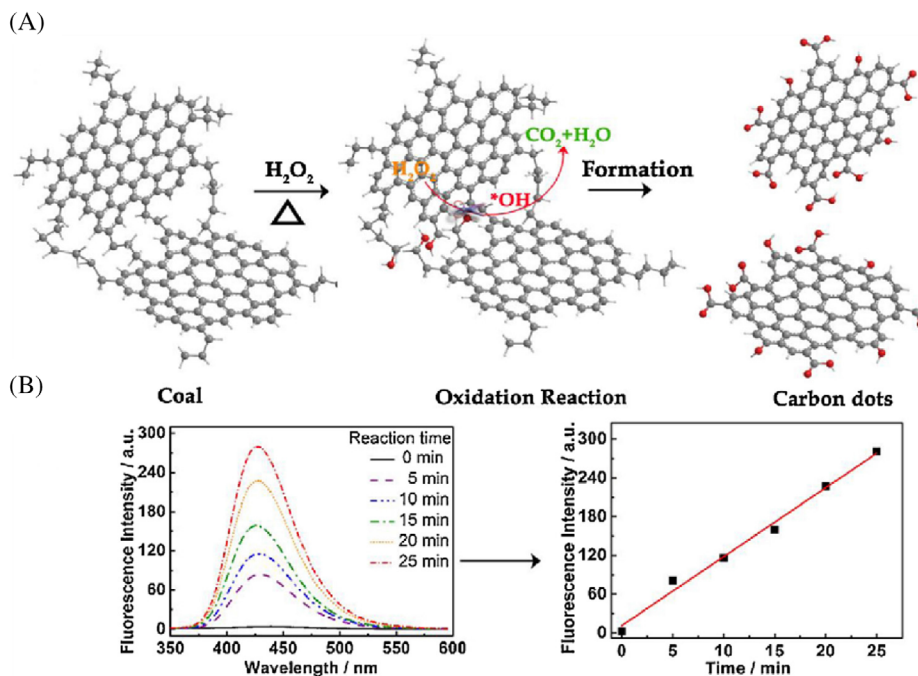 (A)
H₂O₂
△
H₂O₂
*OH
CO₂+H₂O
Formation
Coal
Oxidation Reaction
Carbon dots
(B)
Fluorescence Intensity / a.u.
300
240
180
120
60
0
350 400 450 500 550 600
Wavelength / nm
Reaction time
0 min
5 min
10 min
15 min
20 min
25 min
Fluorescence Intensity / a.u.
300
240
180
120
60
0
0 5 10 15 20 25
Time / min